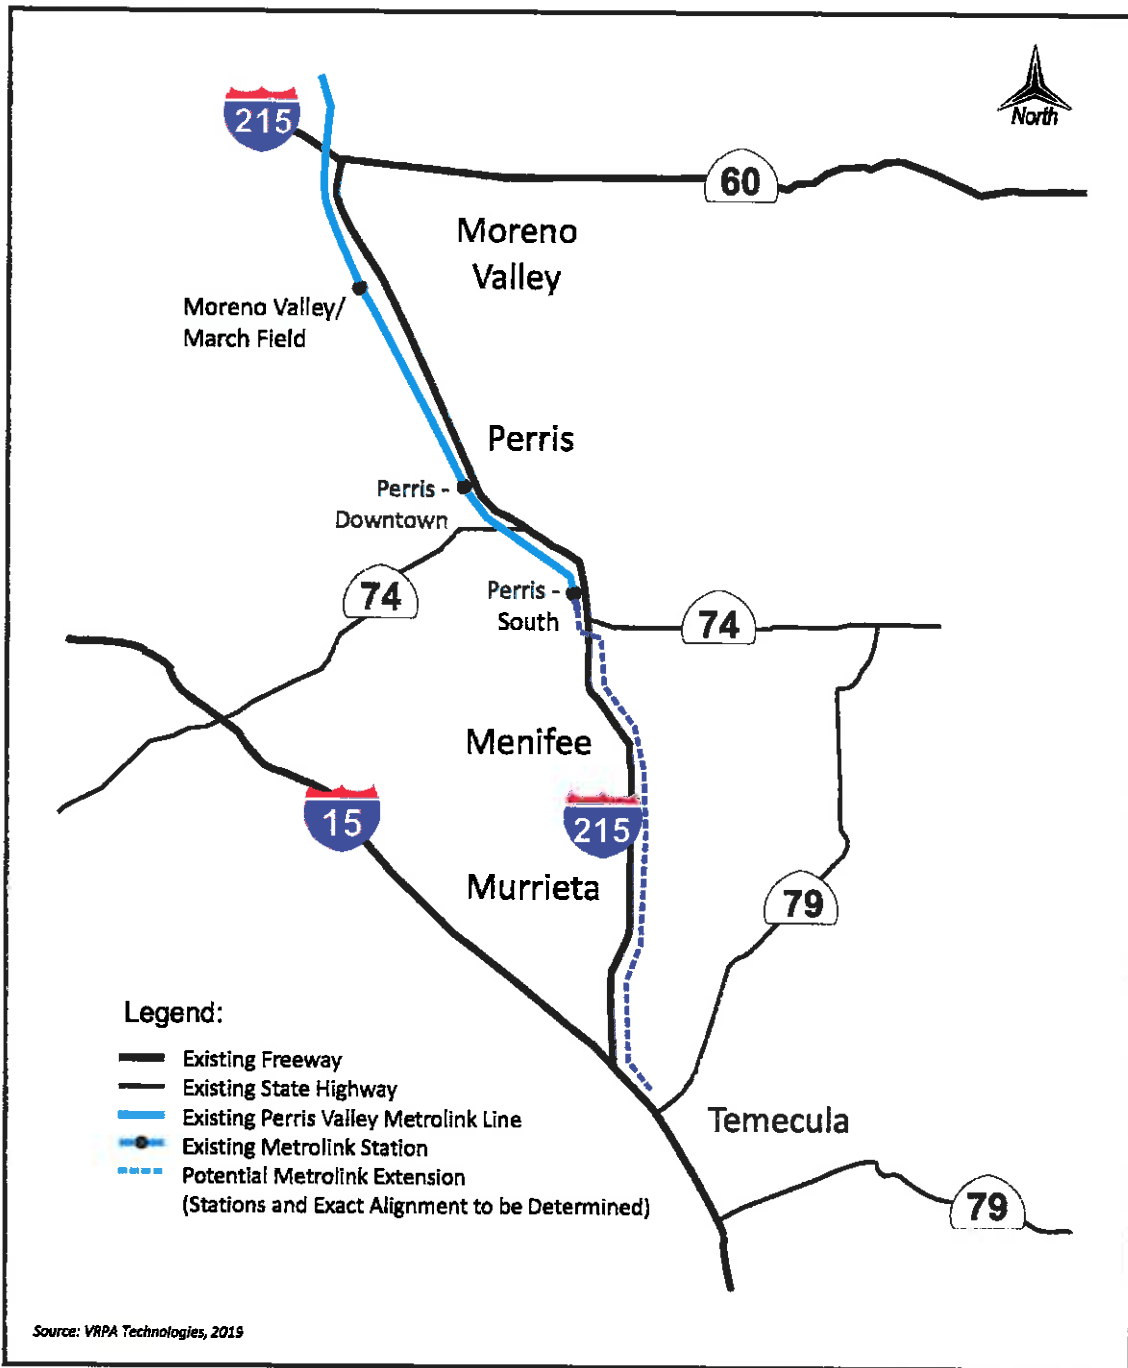 North
215
60
Moreno
Valley
Moreno Valley/
March Field
Perris
Perris -
Downtown
74
Perris -
South
74
Menifee
15
215
Murrieta
79
Legend:
Existing Freeway
Existing State Highway
Existing Perris Valley Metrolink Line
Existing Metrolink Station
Potential Metrolink Extension
(Stations and Exact Alignment to be Determined)
Temecula
79
Source: VRPA Technologies, 2019